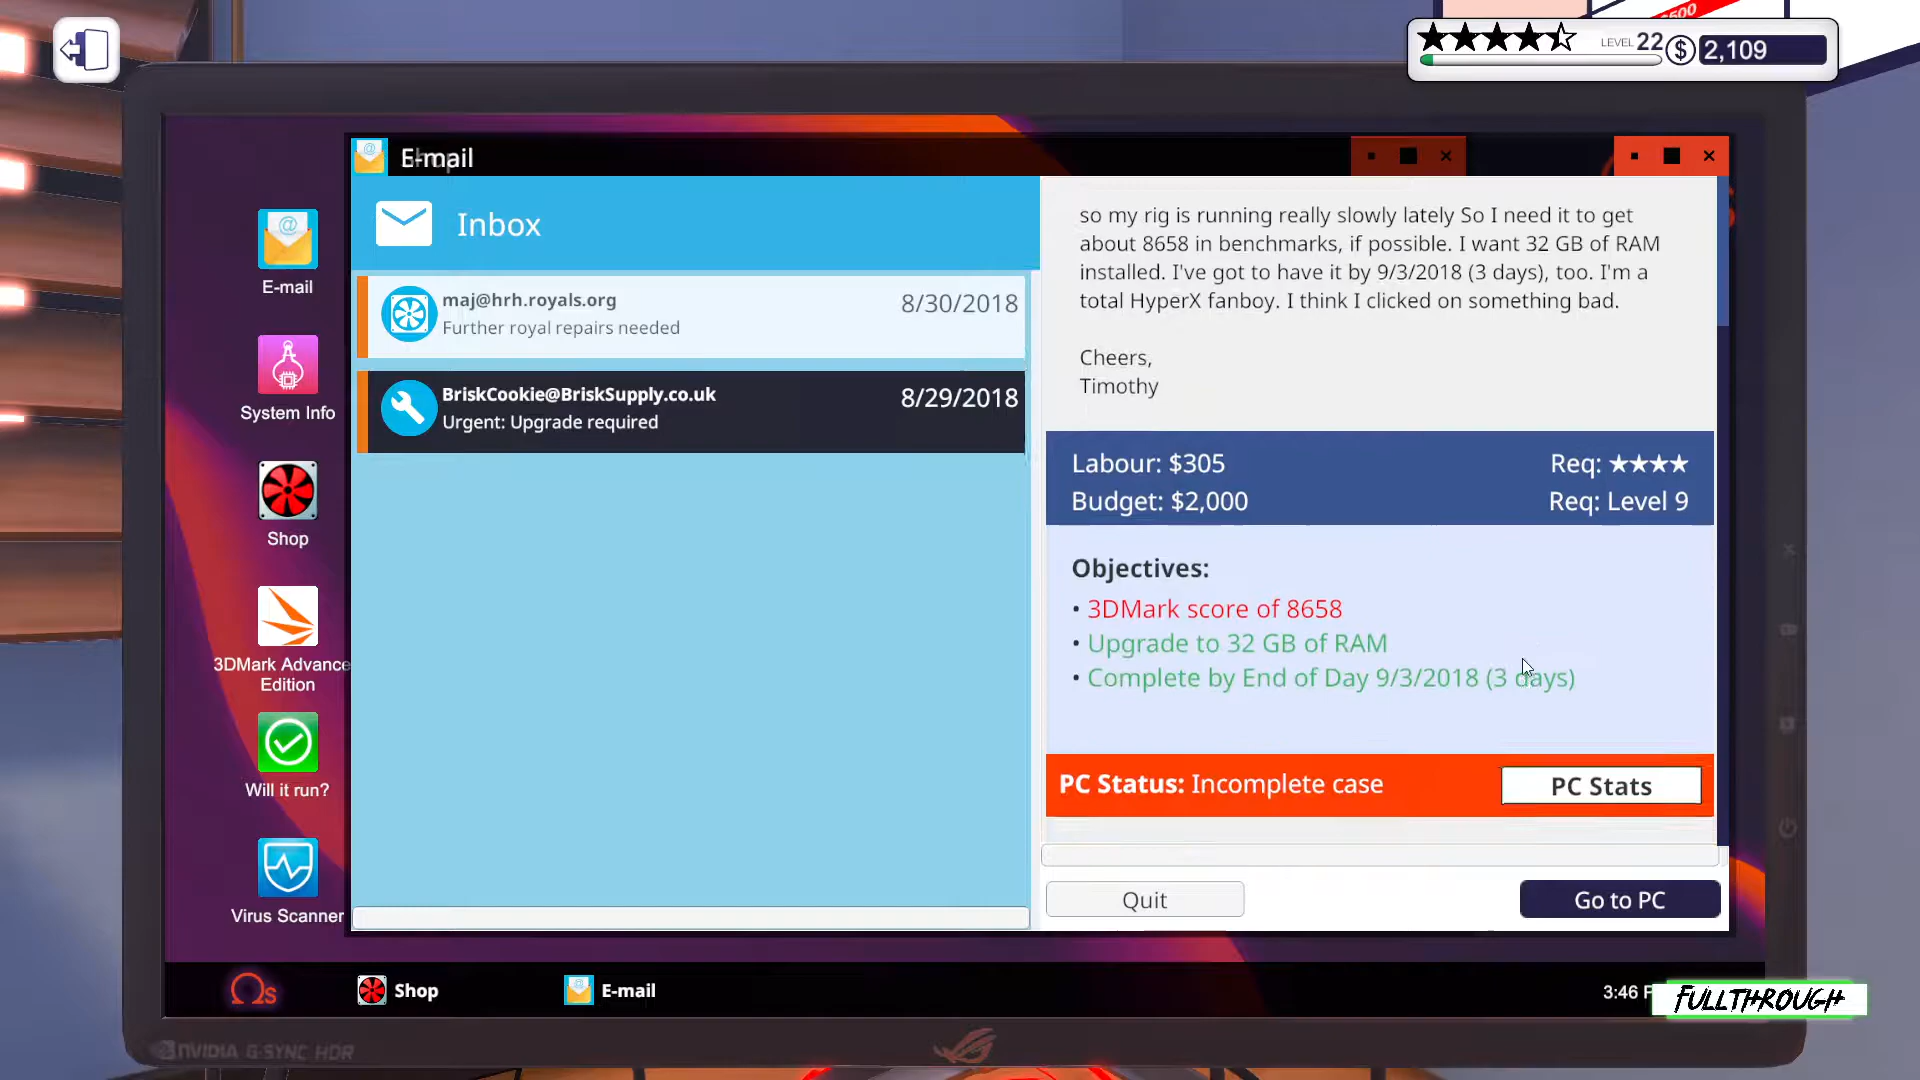 LEVEL 22 $ 2,109
E-mail
Inbox
maj@hrh.royals.org 8/30/2018
Further royal repairs needed
BriskCookie@BriskSupply.co.uk 8/29/2018
Urgent: Upgrade required
so my rig is running really slowly lately So I need it to get
about 8658 in benchmarks, if possible. I want 32 GB of RAM
installed. I've got to have it by 9/3/2018 (3 days), too. I'm a
total HyperX fanboy. I think I clicked on something bad.
Cheers,
Timothy
Labour: $305 Req: ★★★★
Budget: $2,000 Req: Level 9
Objectives:
• 3DMark score of 8658
• Upgrade to 32 GB of RAM
• Complete by End of Day 9/3/2018 (3 days)
PC Status: Incomplete case PC Stats
Quit Go to PC
E-mail
System Info
Shop
3DMark Advance
Edition
Will it run?
Virus Scanner
Ωs Shop E-mail 3:46
FULLTHROUGH
NVIDIA G-SYNC HDR